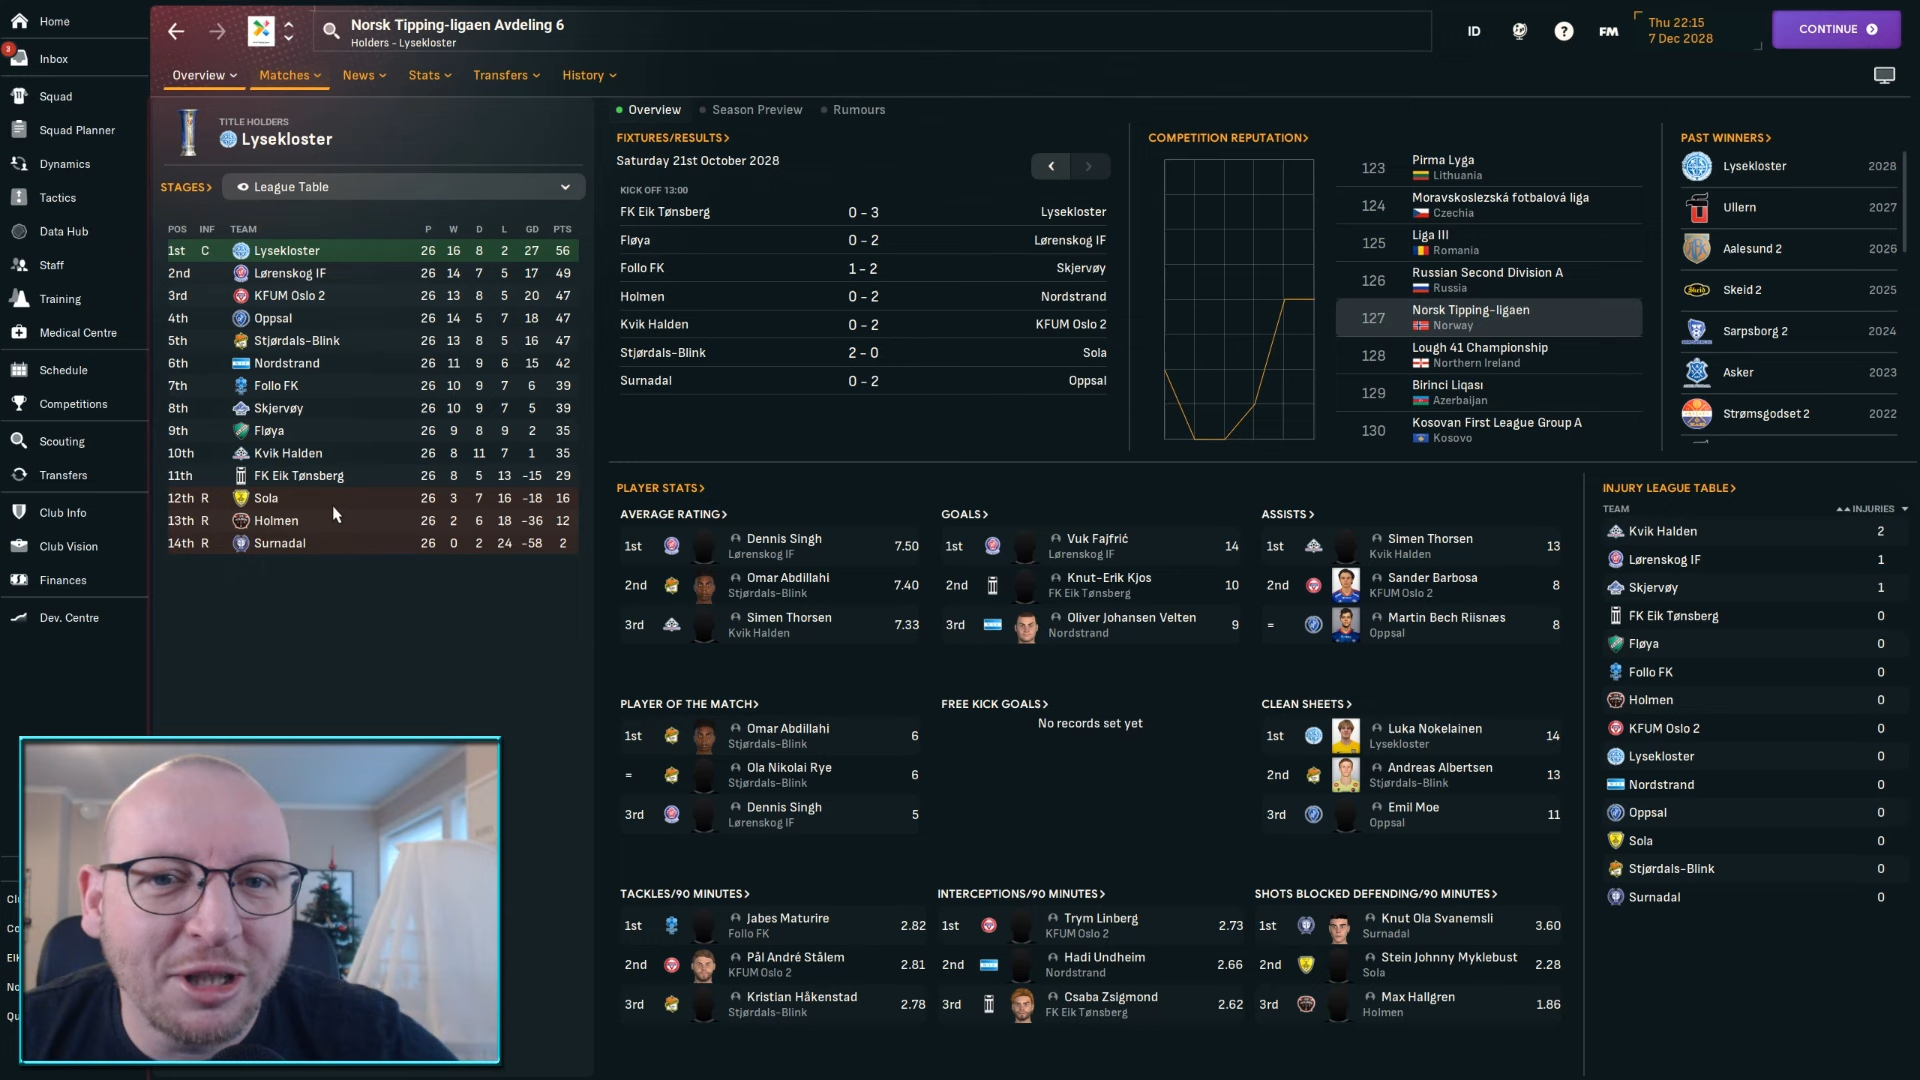 Home
3
Inbox
Squad
Squad Planner
Dynamics
Tactics
Data Hub
Staff
Training
Medical Centre
Schedule
Competitions
Scouting
Transfers
Club Info
Club Vision
Finances
Dev. Centre
Norsk Tipping-ligaen Avdeling 6
Holders - Lysekloster
ID
?
FM
Thu 22:15
7 Dec 2028
CONTINUE
Overview
Matches
News
Stats
Transfers
History
TITLE HOLDERS
Lysekloster
STAGES>
League Table
POS INF TEAM P W D L GD PTS
1st C Lysekloster 26 16 8 2 27 56
2nd Lørenskog IF 26 14 7 5 17 49
3rd KFUM Oslo 2 26 13 8 5 20 47
4th Oppsal 26 14 5 7 18 47
5th Stjørdals-Blink 26 13 8 5 16 47
6th Nordstrand 26 11 9 6 15 42
7th Follo FK 26 10 9 7 6 39
8th Skjervøy 26 10 9 7 5 39
9th Fløya 26 9 8 9 2 35
10th Kvik Halden 26 8 11 7 1 35
11th FK Eik Tønsberg 26 8 5 13 -15 29
12th R Sola 26 3 7 16 -18 16
13th R Holmen 26 2 6 18 -36 12
14th R Surnadal 26 0 2 24 -58 2
Overview
Season Preview
Rumours
FIXTURES/RESULTS>
Saturday 21st October 2028
KICK OFF 13:00
FK Eik Tønsberg 0 - 3 Lysekloster
Fløya 0 - 2 Lørenskog IF
Follo FK 1 - 2 Skjervøy
Holmen 0 - 2 Nordstrand
Kvik Halden 0 - 2 KFUM Oslo 2
Stjørdals-Blink 2 - 0 Sola
Surnadal 0 - 2 Oppsal
COMPETITION REPUTATION>
123 Pirma Lyga
Lithuania
124 Moravskoslezská fotbalová liga
Czechia
125 Liga III
Romania
126 Russian Second Division A
Russia
127 Norsk Tipping-ligaen
Norway
128 Lough 41 Championship
Northern Ireland
129 Birinci Liqası
Azerbaijan
130 Kosovan First League Group A
Kosovo
PAST WINNERS>
Lysekloster 2028
Ullern 2027
Aalesund 2 2026
Skeid 2 2025
Sarpsborg 2 2024
Asker 2023
Strømsgodset 2 2022
PLAYER STATS>
AVERAGE RATING>
1st Dennis Singh 7.50
Lørenskog IF
2nd Omar Abdillahi 7.40
Stjørdals-Blink
3rd Simen Thorsen 7.33
Kvik Halden
GOALS>
1st Vuk Fajfrić 14
Lørenskog IF
2nd Knut-Erik Kjos 10
FK Eik Tønsberg
3rd Oliver Johansen Velten 9
Nordstrand
ASSISTS>
1st Simen Thorsen 13
Kvik Halden
2nd Sander Barbosa 8
KFUM Oslo 2
= Martin Bech Riisnæs 8
Oppsal
PLAYER OF THE MATCH>
1st Omar Abdillahi 6
Stjørdals-Blink
= Ola Nikolai Rye 6
Stjørdals-Blink
3rd Dennis Singh 5
Lørenskog IF
FREE KICK GOALS>
No records set yet
CLEAN SHEETS>
1st Luka Nokelainen 14
Lysekloster
2nd Andreas Albertsen 13
Stjørdals-Blink
3rd Emil Moe 11
Oppsal
TACKLES/90 MINUTES>
1st Jabes Maturire 2.82
Follo FK
2nd Pål André Stålem 2.81
KFUM Oslo 2
3rd Kristian Håkenstad 2.78
Stjørdals-Blink
INTERCEPTIONS/90 MINUTES>
1st Trym Linberg 2.73
KFUM Oslo 2
2nd Hadi Undheim 2.66
Nordstrand
3rd Csaba Zsigmond 2.62
FK Eik Tønsberg
SHOTS BLOCKED DEFENDING/90 MINUTES>
1st Knut Ola Svanemsli 3.60
Surnadal
2nd Stein Johnny Myklebust 2.28
Sola
3rd Max Hallgren 1.86
Holmen
INJURY LEAGUE TABLE>
TEAM INJURIES
Kvik Halden 2
Lørenskog IF 1
Skjervøy 1
FK Eik Tønsberg 0
Fløya 0
Follo FK 0
Holmen 0
KFUM Oslo 2 0
Lysekloster 0
Nordstrand 0
Oppsal 0
Sola 0
Stjørdals-Blink 0
Surnadal 0